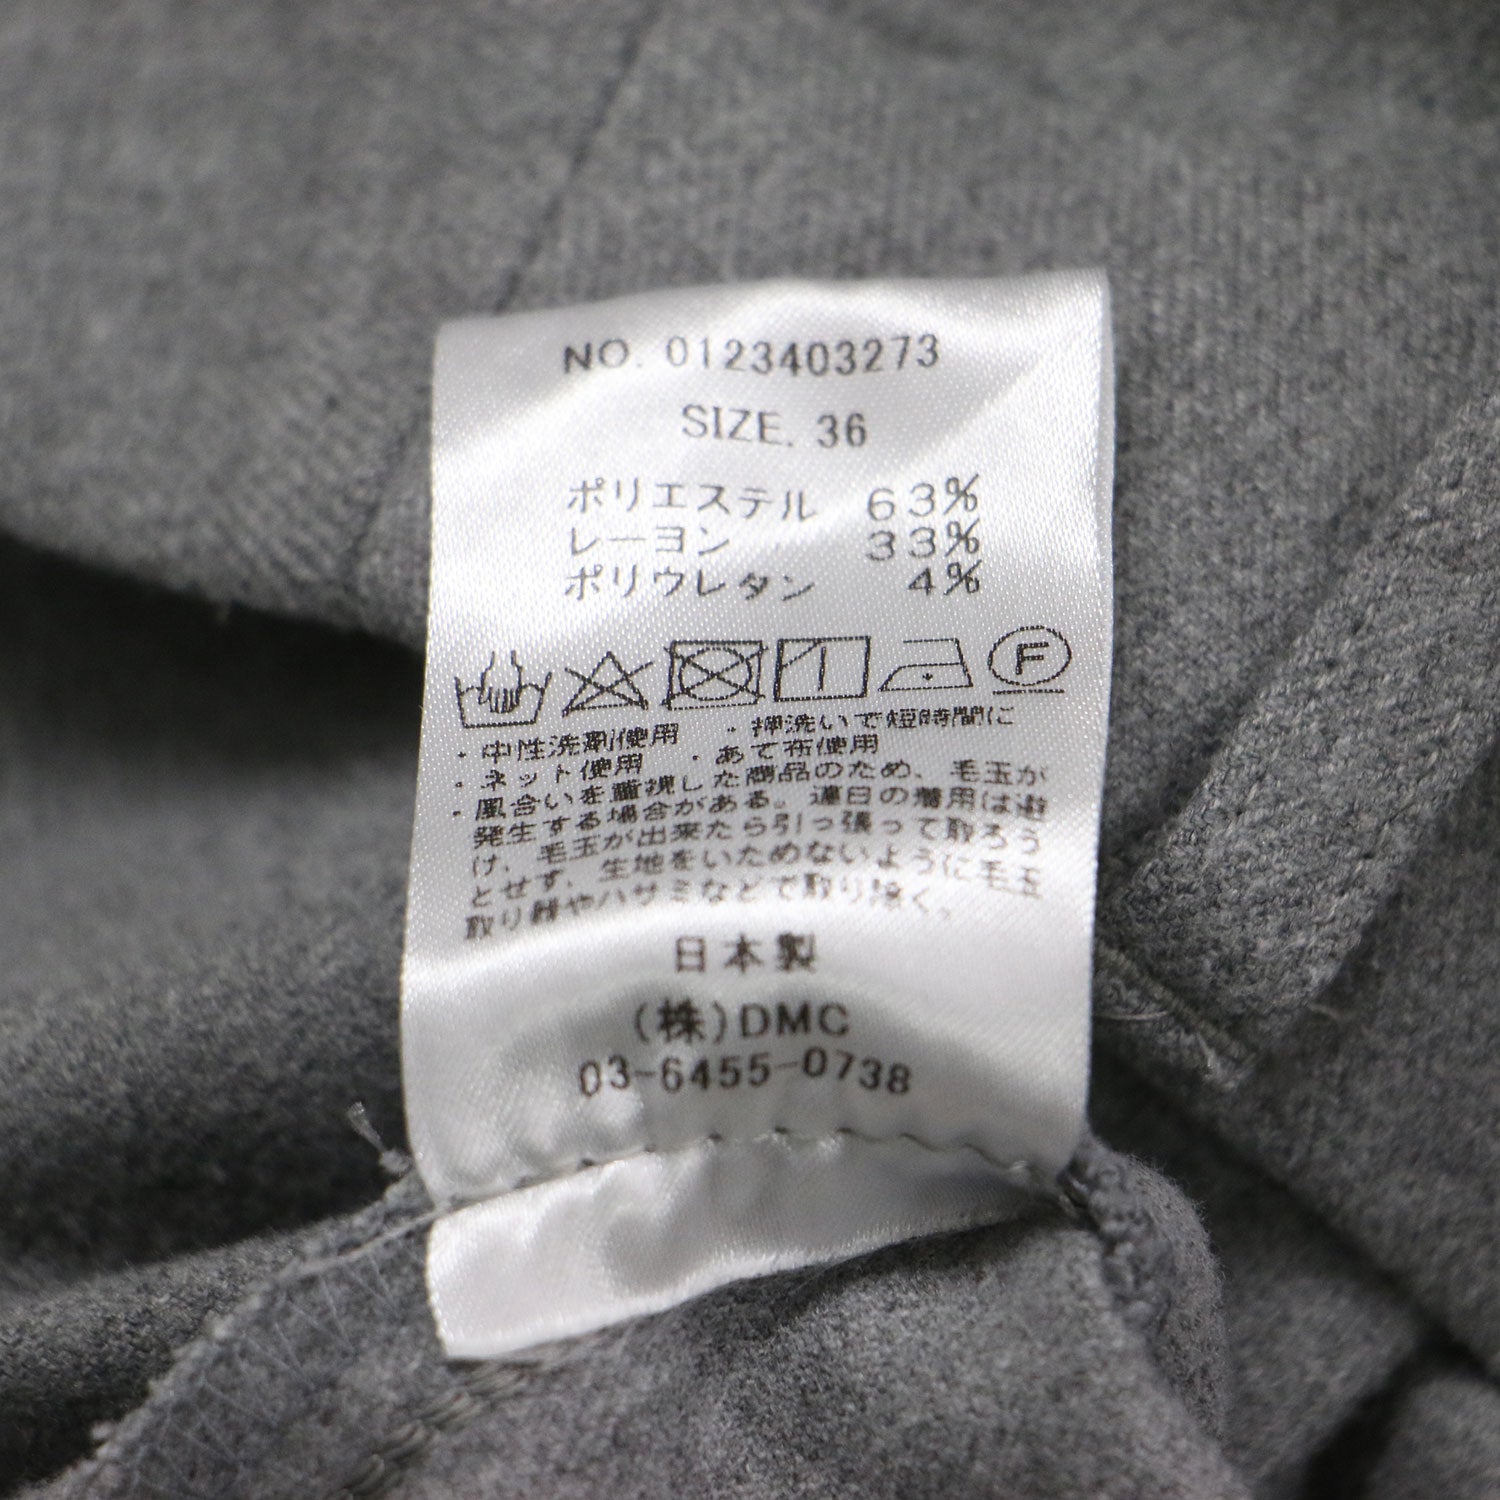 NO. 0123403273
SIZE. 36
ポリエステル 63%
レーヨン 33%
ポリウレタン 4%
F
・中性洗剤使用 ・押洗いで短時間に
・ネット使用 ・あて布使用
・風合いを重視した商品のため、毛玉が
発生する場合がある。連日の着用は避
け、毛玉が出来たら引っ張って取ろう
とせず、生地をいためないように毛玉
取り器やハサミなどで取り除く。
日本製
(株)DMC
03-6455-0738